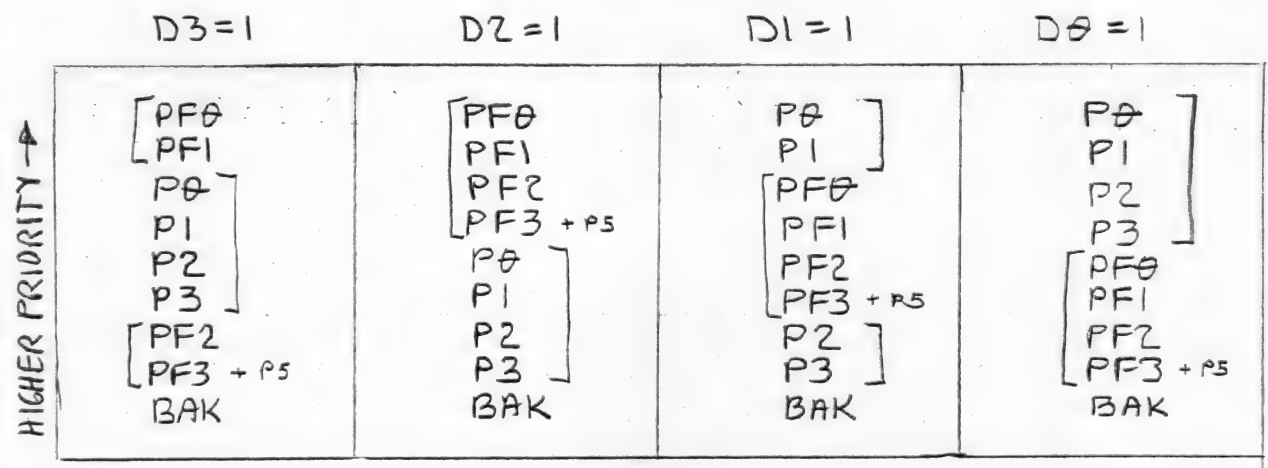 D3=1
D2=1
D1=1
D0=1
HIGHER PRIORITY →
PF0
PF1
P0
P1
P2
P3
PF2
PF3 + P5
BAK
PF0
PF1
PF2
PF3 + P5
P0
P1
P2
P3
BAK
P0
P1
PF0
PF1
PF2
PF3 + P5
P2
P3
BAK
P0
P1
P2
P3
PF0
PF1
PF2
PF3 + P5
BAK